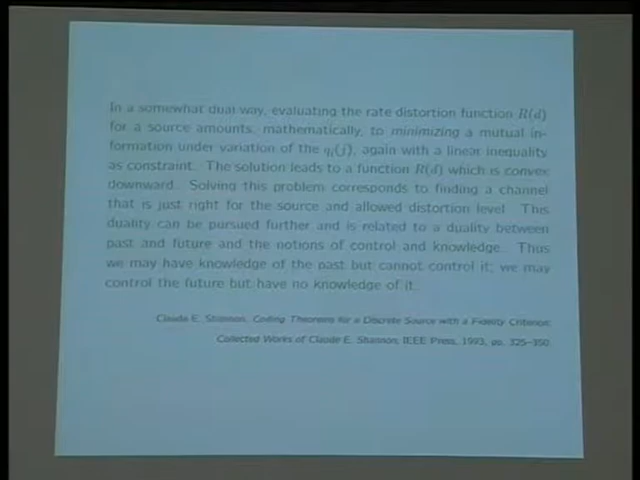 In a somewhat dual way, evaluating the rate distortion function R(d)
for a source amounts, mathematically, to minimizing a mutual in-
formation under variation of the qᵢ(j), again with a linear inequality
as constraint. The solution leads to a function R(d) which is convex
downward. Solving this problem corresponds to finding a channel
that is just right for the source and allowed distortion level. This
duality can be pursued further and is related to a duality between
past and future and the notions of control and knowledge. Thus
we may have knowledge of the past but cannot control it; we may
control the future but have no knowledge of it.
Claude E. Shannon, Coding Theorems for a Discrete Source with a Fidelity Criterion;
Collected Works of Claude E. Shannon, IEEE Press, 1993, pp. 325–350